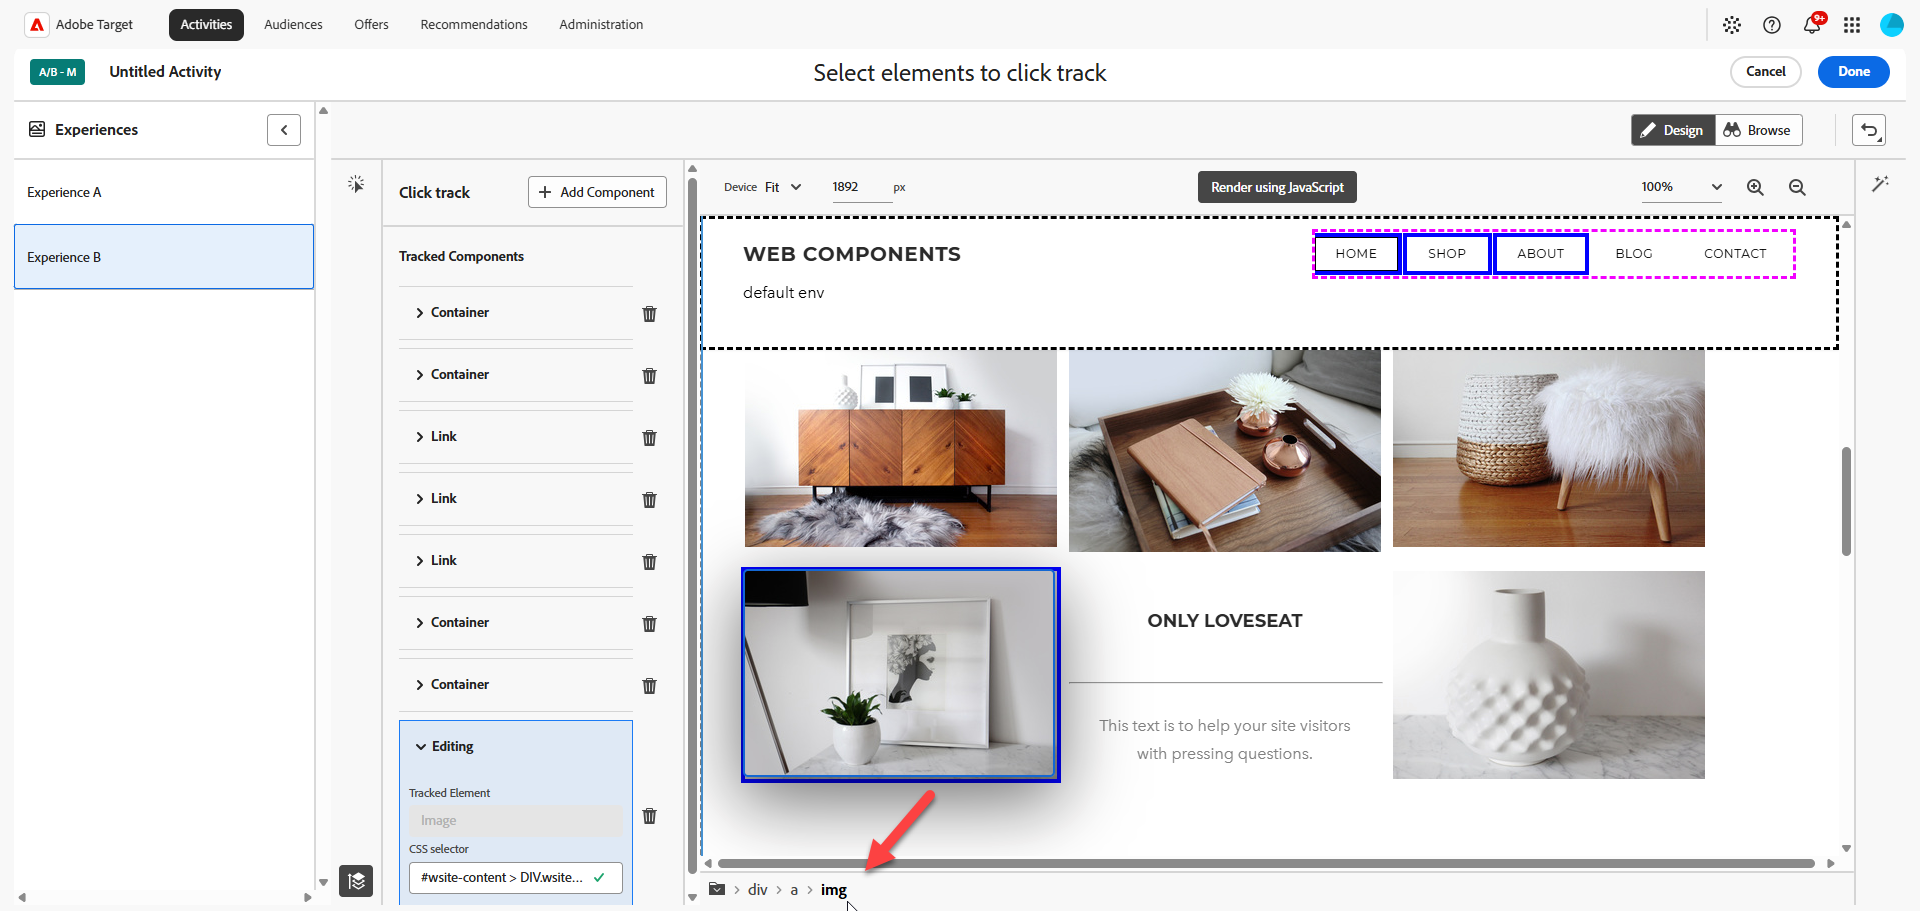 Adobe Target
Activities
Audiences
Offers
Recommendations
Administration
9+
A/B - M
Untitled Activity
Select elements to click track
Cancel
Done
Experiences
Design
Browse
Experience A
Experience B
Click track
Add Component
Device Fit
1892 px
Render using JavaScript
100%
Tracked Components
Container
Container
Link
Link
Link
Container
Container
Editing
Tracked Element
Image
CSS selector
#wsite-content > DIV.wsite...
WEB COMPONENTS
default env
HOME
SHOP
ABOUT
BLOG
CONTACT
ONLY LOVESEAT
This text is to help your site visitors
with pressing questions.
div > a > img